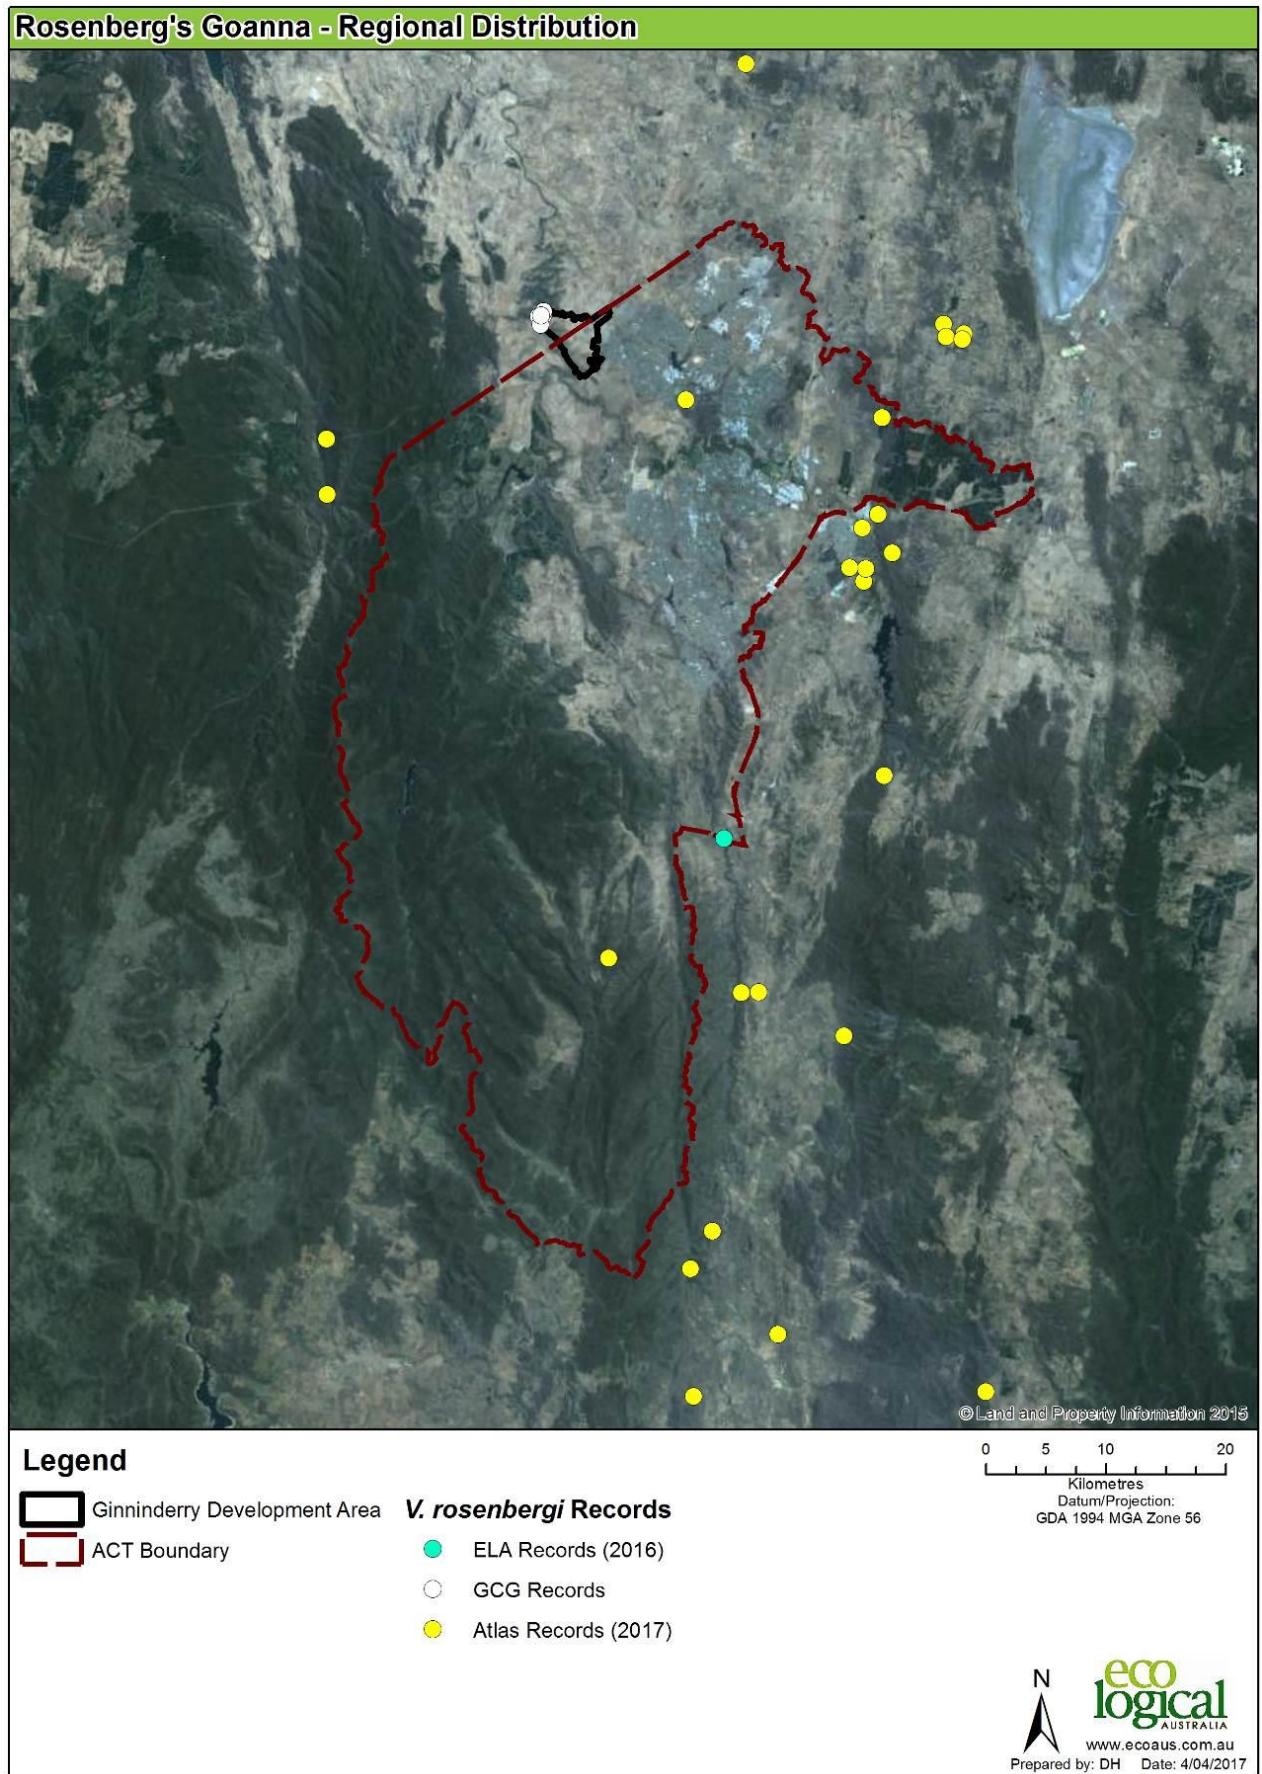 Rosenberg's Goanna - Regional Distribution
© Land and Property Information 2015
Legend
Ginninderry Development Area
ACT Boundary
V. rosenbergi Records
ELA Records (2016)
GCG Records
Atlas Records (2017)
0 5 10 20
Kilometres
Datum/Projection:
GDA 1994 MGA Zone 56
N
eco
logical
AUSTRALIA
www.ecoaus.com.au
Prepared by: DH Date: 4/04/2017